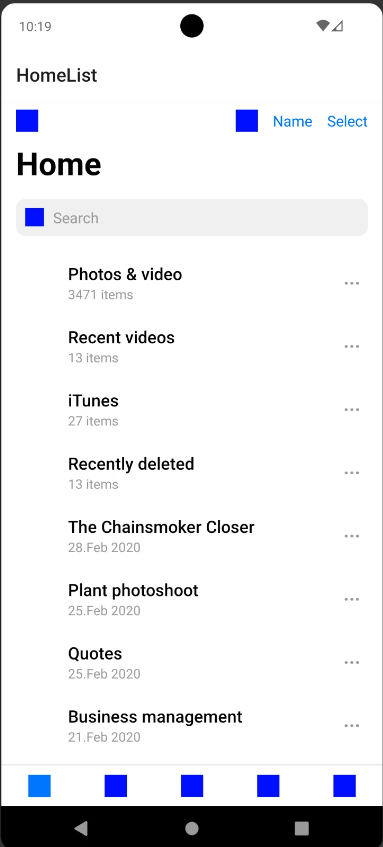 10:19
HomeList
Name Select
Home
Search
Photos & video
3471 items
Recent videos
13 items
iTunes
27 items
Recently deleted
13 items
The Chainsmoker Closer
28.Feb 2020
Plant photoshoot
25.Feb 2020
Quotes
25.Feb 2020
Business management
21.Feb 2020